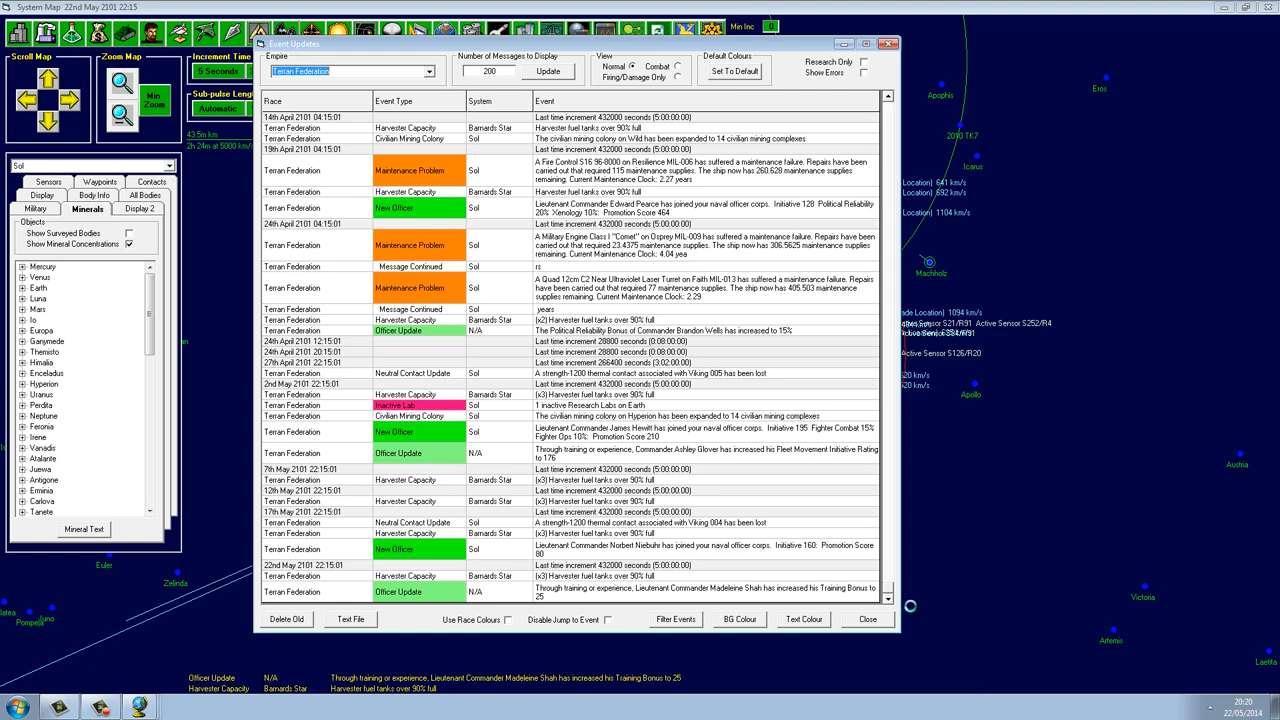 System Map 22nd May 2101 22:15
Min Inc
Scroll Map
Zoom Map
Min
Zoom
Increment Time
5 Seconds
Sub-pulse Leng
Automatic
43.5m km
2h 24m at 5000 km/s
Sol
Sensors Waypoints Contacts
Display Body Info All Bodies
Military Minerals Display 2
Objects
Show Surveyed Bodies
Show Mineral Concentrations
Mercury
Venus
Earth
Luna
Mars
Io
Europa
Ganymede
Themisto
Himalia
Enceladus
Hyperion
Uranus
Perdita
Neptune
Feronia
Irene
Vanadis
Atalante
Juewa
Antigone
Erminia
Carlova
Tanete
Mineral Text
Event Updates
Empire
Terran Federation
Number of Messages to Display
200 Update
View
Normal Combat
Firing/Damage Only
Default Colours
Set To Default
Research Only
Show Errors
Race Event Type System Event
14th April 2101 04:15:01 Last time increment 432000 seconds (5:00:00:00)
Terran Federation Harvester Capacity Barnards Star Harvester fuel tanks over 90% full
Terran Federation Civilian Mining Colony Sol The civilian mining colony on Wild has been expanded to 14 civilian mining complexes
19th April 2101 04:15:01 Last time increment 432000 seconds (5:00:00:00)
Terran Federation Maintenance Problem Sol A Fire Control S16 96-8000 on Resilience MIL-006 has suffered a maintenance failure. Repairs have been
carried out that required 115 maintenance supplies. The ship now has 260.628 maintenance supplies
remaining. Current Maintenance Clock: 2.27 years
Terran Federation Harvester Capacity Barnards Star Harvester fuel tanks over 90% full
Terran Federation New Officer Sol Lieutenant Commander Edward Pearce has joined your naval officer corps. Initiative 128 Political Reliability
20% Xenology 10%: Promotion Score 464
24th April 2101 04:15:01 Last time increment 432000 seconds (5:00:00:00)
Terran Federation Maintenance Problem Sol A Military Engine Class I "Comet" on Osprey MIL-009 has suffered a maintenance failure. Repairs have
been carried out that required 23.4375 maintenance supplies. The ship now has 306.5625 maintenance
supplies remaining. Current Maintenance Clock: 4.04 yea
Terran Federation Message Continued Sol rs
Terran Federation Maintenance Problem Sol A Quad 12cm C2 Near Ultraviolet Laser Turret on Faith MIL-013 has suffered a maintenance failure. Repairs
have been carried out that required 77 maintenance supplies. The ship now has 405.503 maintenance
supplies remaining. Current Maintenance Clock: 2.29
Terran Federation Message Continued Sol years
Terran Federation Harvester Capacity Barnards Star (x2) Harvester fuel tanks over 90% full
Terran Federation Officer Update N/A The Political Reliability Bonus of Commander Brandon Wells has increased to 15%
24th April 2101 12:15:01 Last time increment 28800 seconds (0:08:00:00)
24th April 2101 20:15:01 Last time increment 28800 seconds (0:08:00:00)
27th April 2101 22:15:01 Last time increment 266400 seconds (3:02:00:00)
Terran Federation Neutral Contact Update Sol A strength-1200 thermal contact associated with Viking 005 has been lost
2nd May 2101 22:15:01 Last time increment 432000 seconds (5:00:00:00)
Terran Federation Harvester Capacity Barnards Star (x3) Harvester fuel tanks over 90% full
Terran Federation Inactive Lab Sol 1 inactive Research Labs on Earth
Terran Federation Civilian Mining Colony Sol The civilian mining colony on Hyperion has been expanded to 14 civilian mining complexes
Terran Federation New Officer Sol Lieutenant Commander James Hewitt has joined your naval officer corps. Initiative 195 Fighter Combat 15%
Fighter Ops 10%: Promotion Score 210
Terran Federation Officer Update N/A Through training or experience, Commander Ashley Glover has increased his Fleet Movement Initiative Rating
to 176
7th May 2101 22:15:01 Last time increment 432000 seconds (5:00:00:00)
Terran Federation Harvester Capacity Barnards Star (x3) Harvester fuel tanks over 90% full
12th May 2101 22:15:01 Last time increment 432000 seconds (5:00:00:00)
Terran Federation Harvester Capacity Barnards Star (x3) Harvester fuel tanks over 90% full
17th May 2101 22:15:01 Last time increment 432000 seconds (5:00:00:00)
Terran Federation Neutral Contact Update Sol A strength-1200 thermal contact associated with Viking 004 has been lost
Terran Federation Harvester Capacity Barnards Star (x3) Harvester fuel tanks over 90% full
Terran Federation New Officer Sol Lieutenant Commander Norbert Niebuhr has joined your naval officer corps. Initiative 160: Promotion Score
80
22nd May 2101 22:15:01 Last time increment 432000 seconds (5:00:00:00)
Terran Federation Harvester Capacity Barnards Star (x3) Harvester fuel tanks over 90% full
Terran Federation Officer Update N/A Through training or experience, Lieutenant Commander Madeleine Shah has increased his Training Bonus to
25
Delete Old Text File Use Race Colours Disable Jump to Event Filter Events BG Colour Text Colour Close
Apophis
Eros
2010 TK7
Icarus
Location) 641 km/s
Location) 692 km/s
Location) 1104 km/s
Machholz
Location) 1094 km/s
Sensor S21/R91 Active Sensor S252/R4
Active Sensor S126/R20
520 km/s
620 km/s
Apollo
Austria
Victoria
Artemis
Laetitia
Euler
Zelinda
Juno
Pompeja
Officer Update N/A Through training or experience, Lieutenant Commander Madeleine Shah has increased his Training Bonus to 25
Harvester Capacity Barnards Star Harvester fuel tanks over 90% full
20:20
22/05/2014